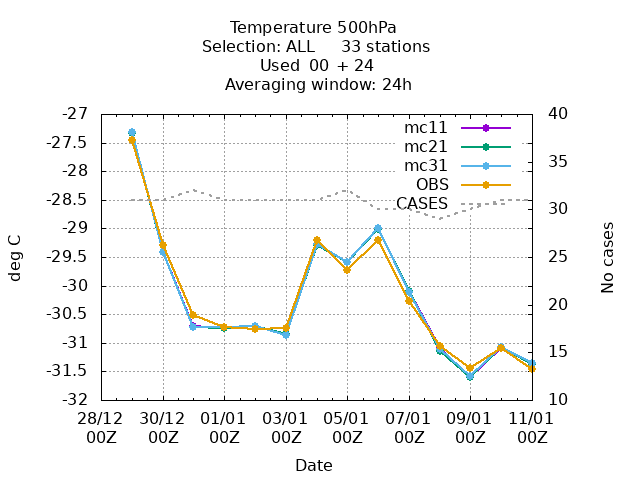 Temperature 500hPa
Selection: ALL 33 stations
Used 00 + 24
Averaging window: 24h
-27
-27.5
-28
-28.5
-29
-29.5
-30
-30.5
-31
-31.5
-32
40
35
30
25
20
15
10
mc11
mc21
mc31
OBS
CASES
deg C
No cases
28/12 30/12 01/01 03/01 05/01 07/01 09/01 11/01
00Z 00Z 00Z 00Z 00Z 00Z 00Z 00Z
Date